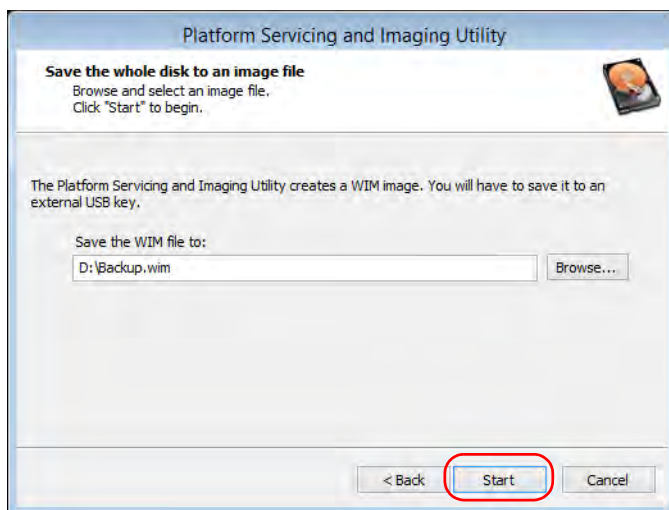 Platform Servicing and Imaging Utility
Save the whole disk to an image file
Browse and select an image file.
Click "Start" to begin.
The Platform Servicing and Imaging Utility creates a WIM image. You will have to save it to an
external USB key.
Save the WIM file to:
D:\Backup.wim
Browse...
< Back
Start
Cancel